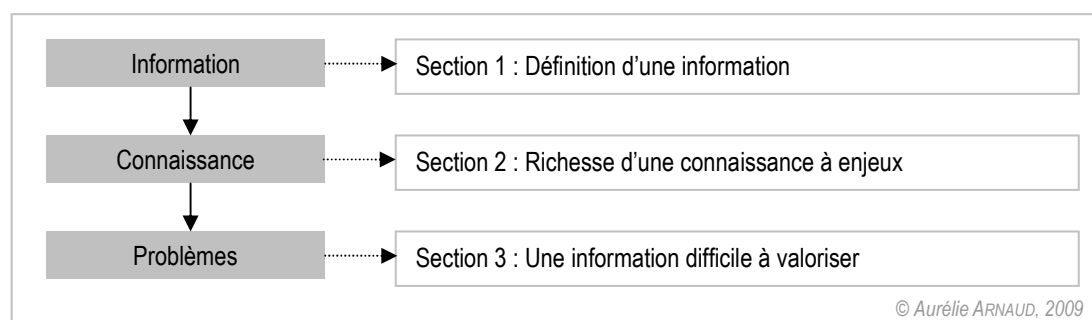 Information
Section 1 : Définition d’une information
Connaissance
Section 2 : Richesse d’une connaissance à enjeux
Problèmes
Section 3 : Une information difficile à valoriser
© Aurélie ARNAUD, 2009